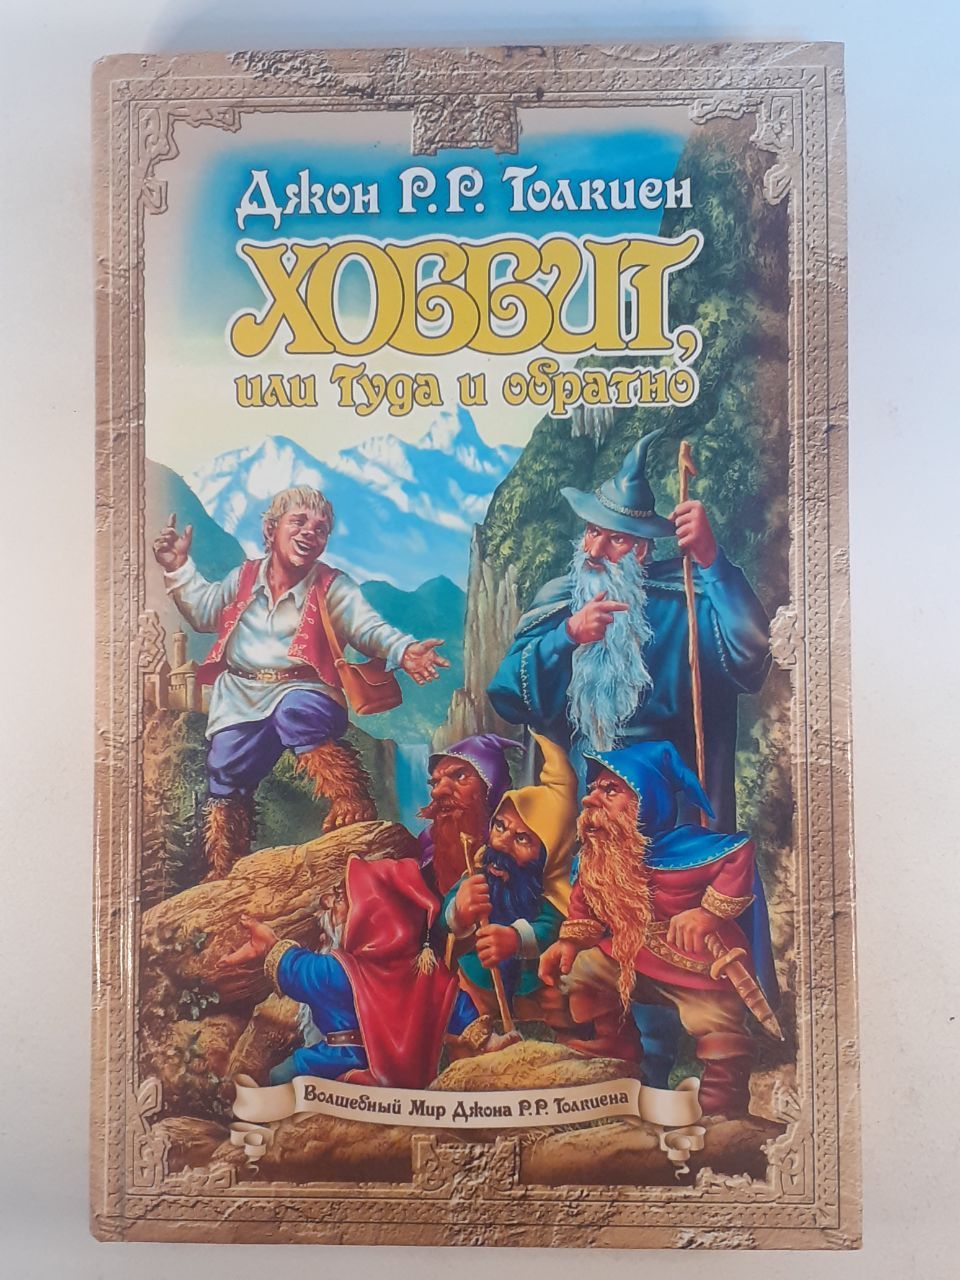 Джон Р.Р. Толкиен
ХОББИТ,
или Туда и обратно
Волшебный Мир Джона Р.Р. Толкиена